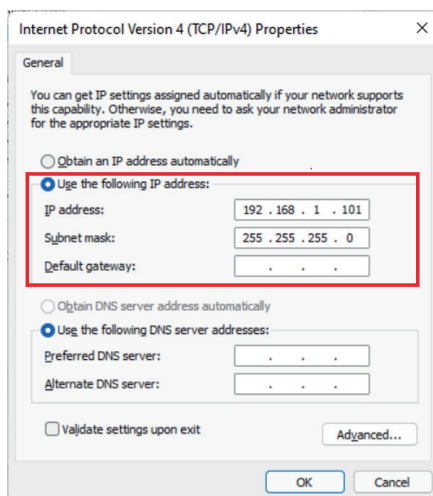 Internet Protocol Version 4 (TCP/IPv4) Properties
General
You can get IP settings assigned automatically if your network supports
this capability. Otherwise, you need to ask your network administrator
for the appropriate IP settings.
Obtain an IP address automatically
Use the following IP address:
IP address: 192 . 168 . 1 . 101
Subnet mask: 255 . 255 . 255 . 0
Default gateway: . . .
Obtain DNS server address automatically
Use the following DNS server addresses:
Preferred DNS server: . . .
Alternate DNS server: . . .
Validate settings upon exit
Advanced...
OK Cancel